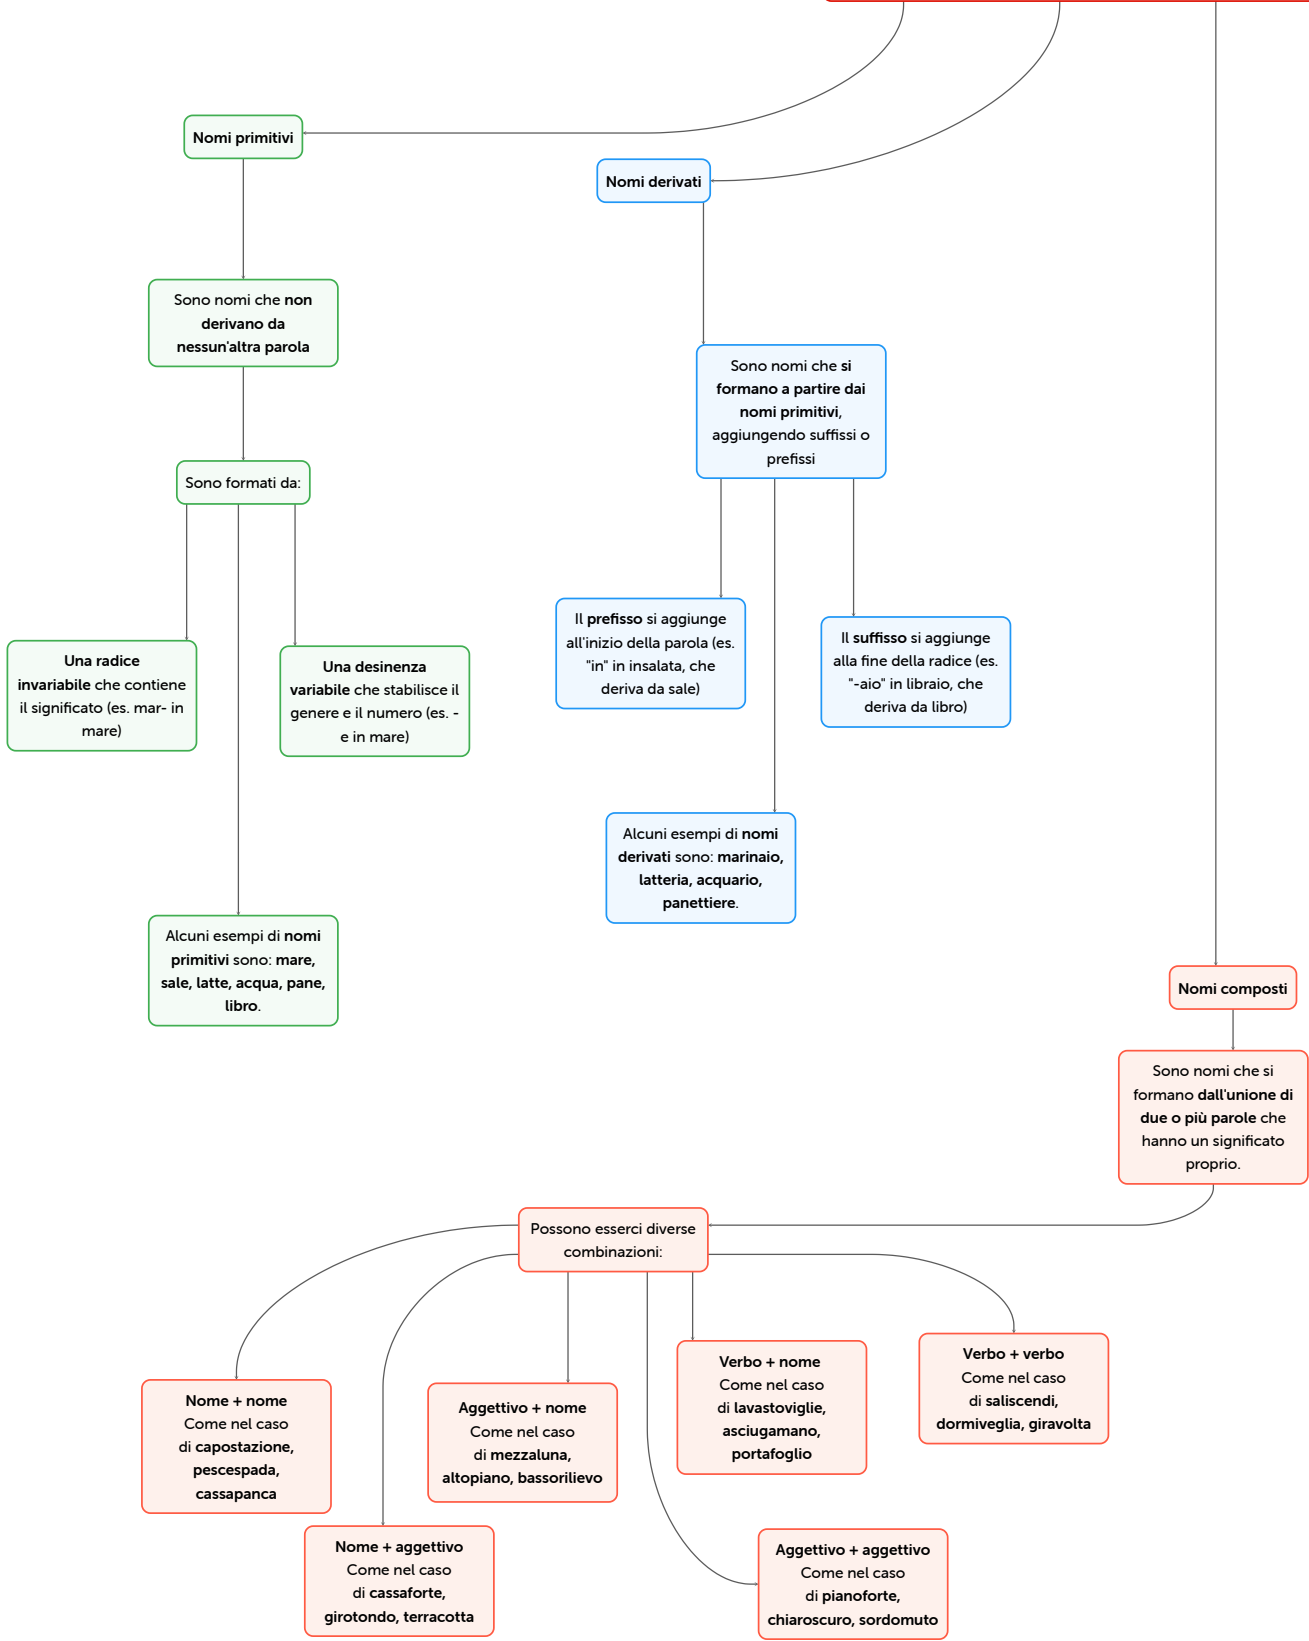 Nomi primitivi
Nomi derivati
Sono nomi che non
derivano da
nessun'altra parola
Sono nomi che si
formano a partire dai
nomi primitivi,
aggiungendo suffissi o
prefissi
Sono formati da:
Il prefisso si aggiunge
all'inizio della parola (es.
"in" in insalata, che
deriva da sale)
Il suffisso si aggiunge
alla fine della radice (es.
"-aio" in libraio, che
deriva da libro)
Una radice
invariabile che contiene
il significato (es. mar- in
mare)
Una desinenza
variabile che stabilisce il
genere e il numero (es. -
e in mare)
Alcuni esempi di nomi
derivati sono: marinaio,
latteria, acquario,
panettiere.
Alcuni esempi di nomi
primitivi sono: mare,
sale, latte, acqua, pane,
libro.
Nomi composti
Sono nomi che si
formano dall'unione di
due o più parole che
hanno un significato
proprio.
Possono esserci diverse
combinazioni:
Nome + nome
Come nel caso
di capostazione,
pescespada,
cassapanca
Aggettivo + nome
Come nel caso
di mezzaluna,
altopiano, bassorilievo
Verbo + nome
Come nel caso
di lavastoviglie,
asciugamano,
portafoglio
Verbo + verbo
Come nel caso
di saliscendi,
dormiveglia, giravolta
Nome + aggettivo
Come nel caso
di cassaforte,
girotondo, terracotta
Aggettivo + aggettivo
Come nel caso
di pianoforte,
chiaroscuro, sordomuto